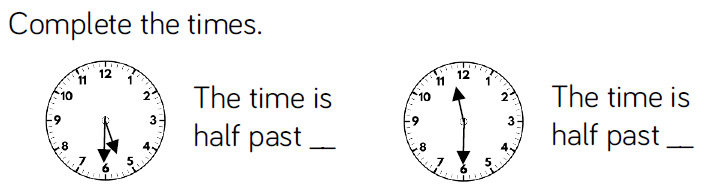 Complete the times.
12
11 1
10 2
9 3
8 4
7 5
6
The time is
half past __
12
11 1
10 2
9 3
8 4
7 5
6
The time is
half past __